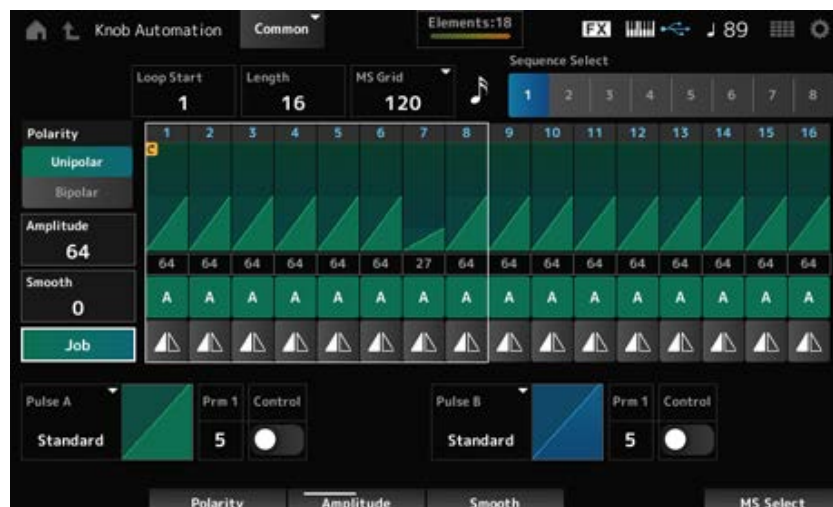 Knob Automation
Common
Elements:18
FX
89
Loop Start
1
Length
16
MS Grid
120
Sequence Select
1 2 3 4 5 6 7 8
Polarity
Unipolar
Bipolar
1 2 3 4 5 6 7 8 9 10 11 12 13 14 15 16
C
Amplitude
64
64 64 64 64 64 64 27 64 64 64 64 64 64 64 64 64
Smooth
0
A A A A A A A A A A A A A A A A
Job
Pulse A
Standard
Prm 1
5
Control
Pulse B
Standard
Prm 1
5
Control
Polarity
Amplitude
Smooth
MS Select